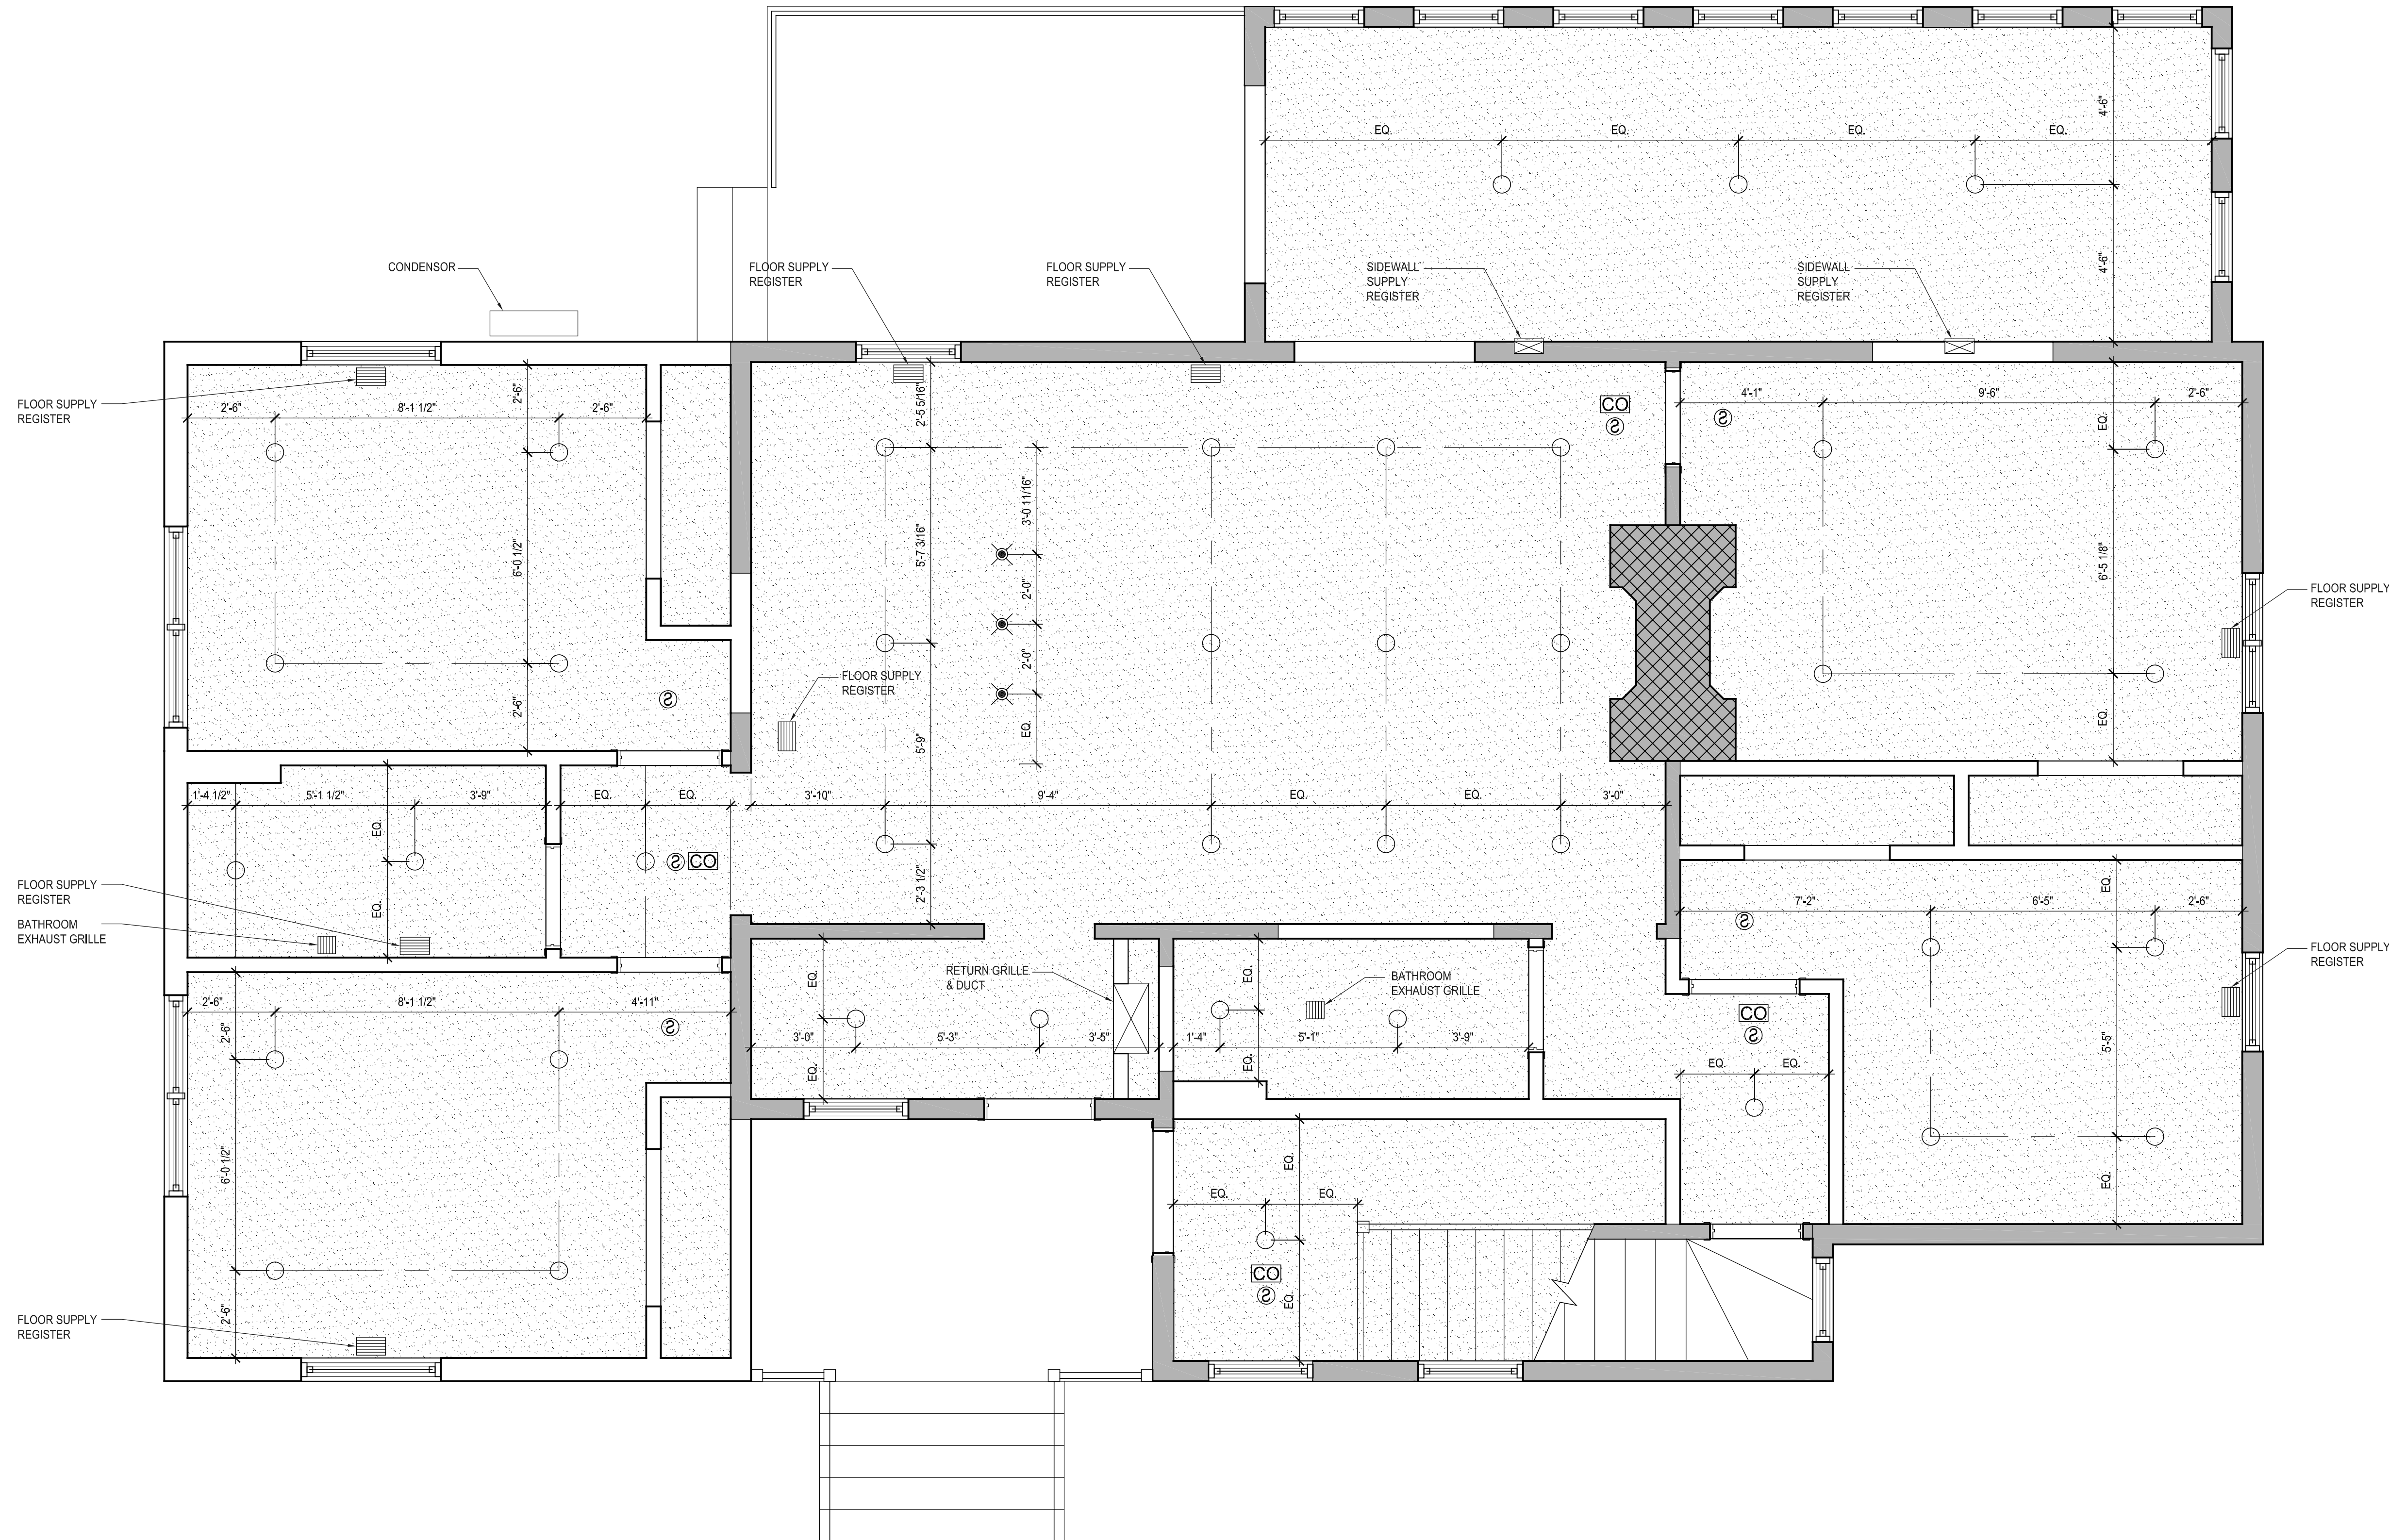 EQ.
EQ.
EQ.
EQ.
4'-6"
4'-6"
CONDENSOR
FLOOR SUPPLY
REGISTER
FLOOR SUPPLY
REGISTER
SIDEWALL
SUPPLY
REGISTER
SIDEWALL
SUPPLY
REGISTER
FLOOR SUPPLY
REGISTER
2'-6"
8'-1 1/2"
2'-6"
2'-6"
6'-0 1/2"
2'-6"
S
2'-5 5/16"
5'-7 3/16"
5'-9"
2'-3 1/2"
3'-0 11/16"
2'-0"
2'-0"
EQ.
FLOOR SUPPLY
REGISTER
CO
S
S
4'-1"
9'-6"
2'-6"
EQ.
6'-5 1/8"
EQ.
FLOOR SUPPLY
REGISTER
1'-4 1/2"
5'-1 1/2"
3'-9"
EQ.
EQ.
3'-10"
9'-4"
EQ.
EQ.
3'-0"
EQ.
EQ.
S
CO
FLOOR SUPPLY
REGISTER
BATHROOM
EXHAUST GRILLE
7'-2"
6'-5"
2'-6"
S
EQ.
5'-5"
EQ.
FLOOR SUPPLY
REGISTER
2'-6"
8'-1 1/2"
4'-11"
2'-6"
6'-0 1/2"
2'-6"
S
RETURN GRILLE
& DUCT
EQ.
EQ.
3'-0"
5'-3"
3'-5"
BATHROOM
EXHAUST GRILLE
EQ.
EQ.
1'-4"
5'-1"
3'-9"
CO
S
EQ.
EQ.
EQ.
EQ.
EQ.
EQ.
CO
S
FLOOR SUPPLY
REGISTER